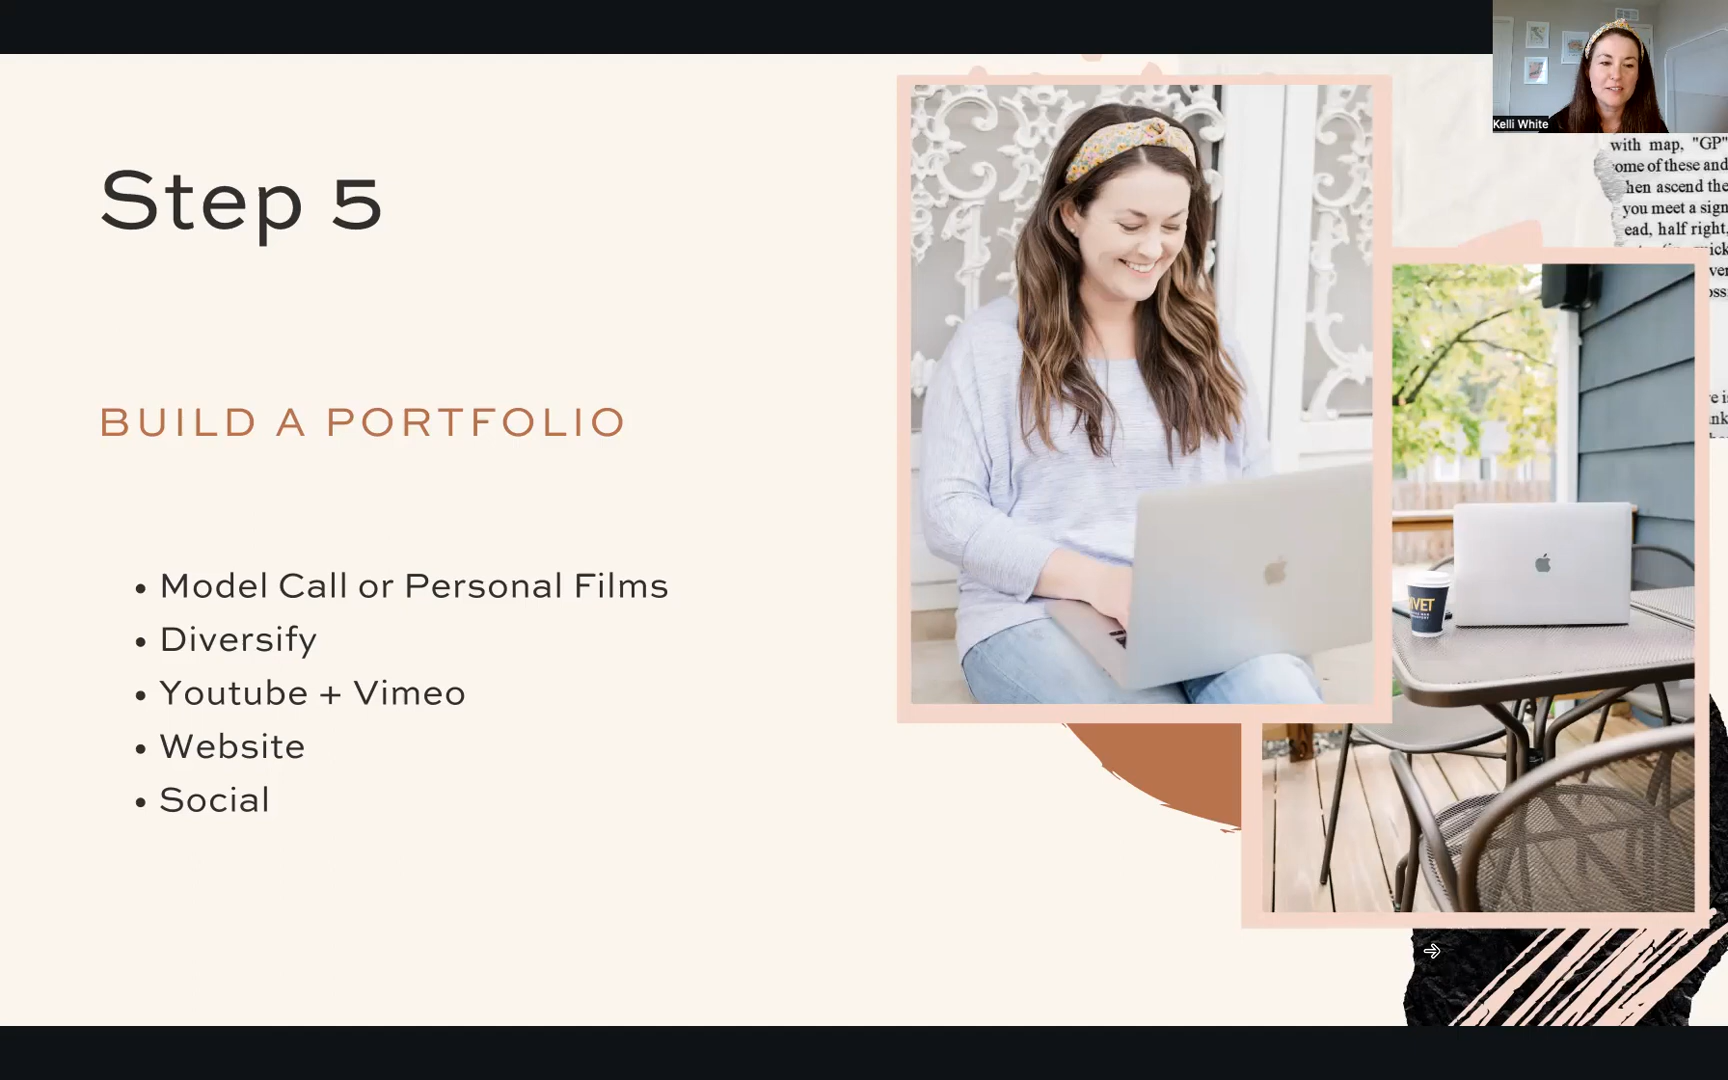 Kelli White
with map, "GP"
ome of these and
hen ascend the
you meet a sign
ead, half right,
Step 5
BUILD A PORTFOLIO
• Model Call or Personal Films
• Diversify
• Youtube + Vimeo
• Website
• Social
VET